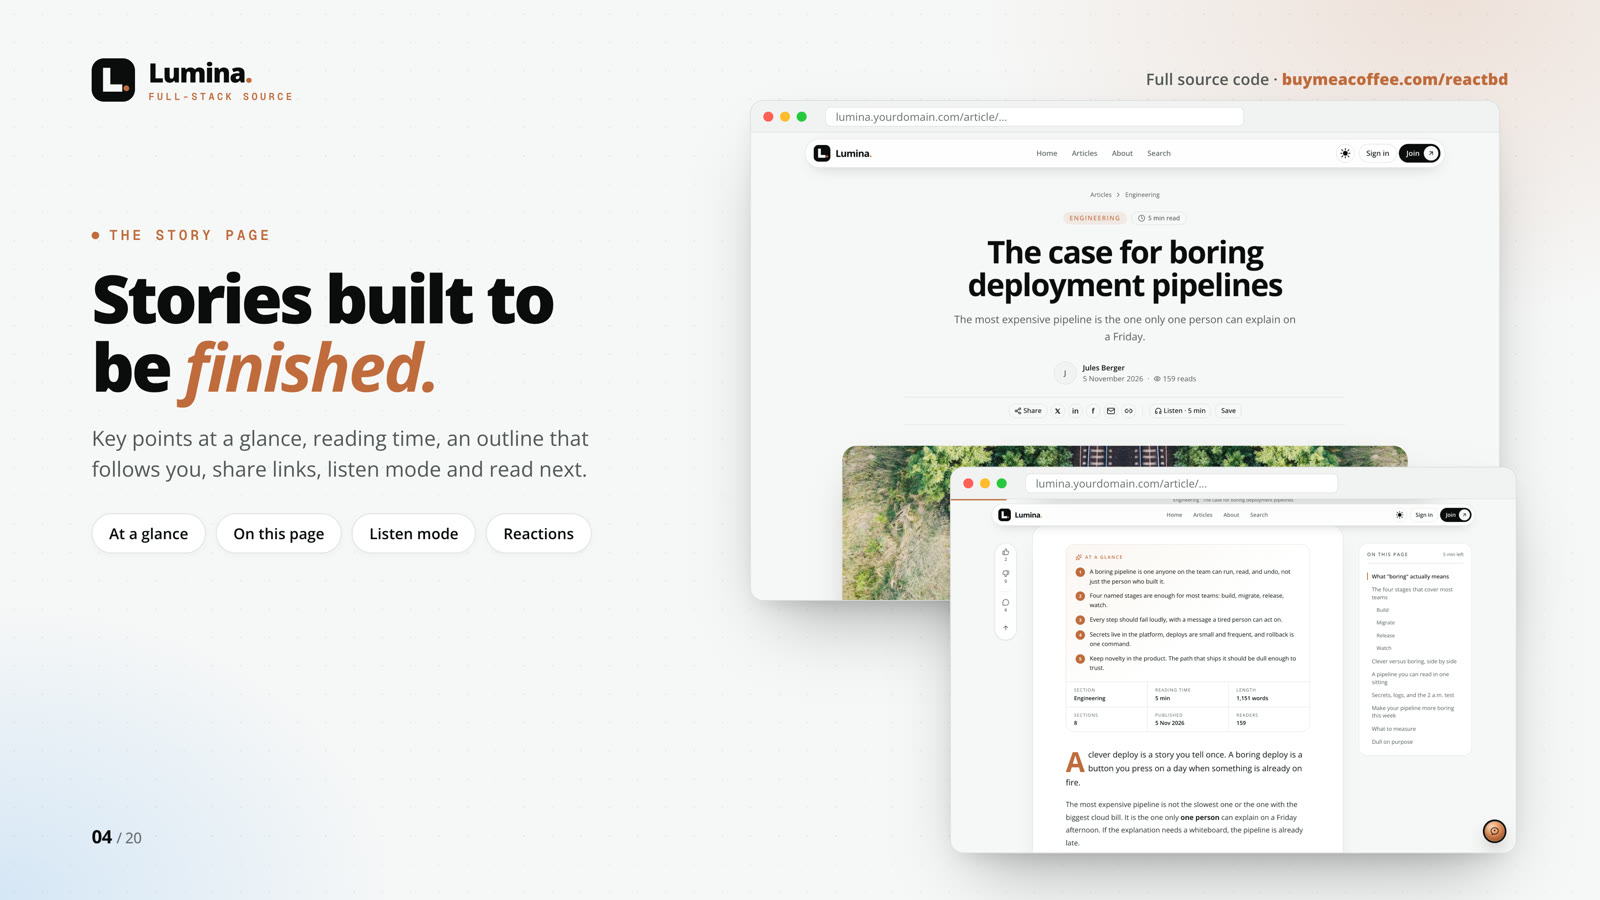 Lumina.
FULL-STACK SOURCE
Full source code · buymeacoffee.com/reactbd
THE STORY PAGE
Stories built to
be finished.
Key points at a glance, reading time, an outline that
follows you, share links, listen mode and read next.
At a glance
On this page
Listen mode
Reactions
04 / 20
lumina.yourdomain.com/article/...
L. Lumina.
Home Articles About Search
Sign in
Join
Articles > Engineering
ENGINEERING
5 min read
The case for boring
deployment pipelines
The most expensive pipeline is the one only one person can explain on
a Friday.
J
Jules Berger
5 November 2026 · 159 reads
Share
Listen · 5 min
Save
lumina.yourdomain.com/article/...
Engineering · The case for boring deployment pipelines
L. Lumina.
Home Articles About Search
Sign in
Join
AT A GLANCE
1 A boring pipeline is one anyone on the team can run, read, and undo, not
just the person who built it.
2 Four named stages are enough for most teams: build, migrate, release,
watch.
3 Every step should fail loudly, with a message a tired person can act on.
4 Secrets live in the platform, deploys are small and frequent, and rollback is
one command.
5 Keep novelty in the product. The path that ships it should be dull enough to
trust.
SECTION
Engineering
READING TIME
5 min
LENGTH
1,151 words
SECTIONS
8
PUBLISHED
5 Nov 2026
READERS
159
A clever deploy is a story you tell once. A boring deploy is a
button you press on a day when something is already on
fire.
The most expensive pipeline is not the slowest one or the one with the
biggest cloud bill. It is the one only one person can explain on a Friday
afternoon. If the explanation needs a whiteboard, the pipeline is already
late.
ON THIS PAGE
5 min left
What "boring" actually means
The four stages that cover most
teams
Build
Migrate
Release
Watch
Clever versus boring, side by side
A pipeline you can read in one
sitting
Secrets, logs, and the 2 a.m. test
Make your pipeline more boring
this week
What to measure
Dull on purpose